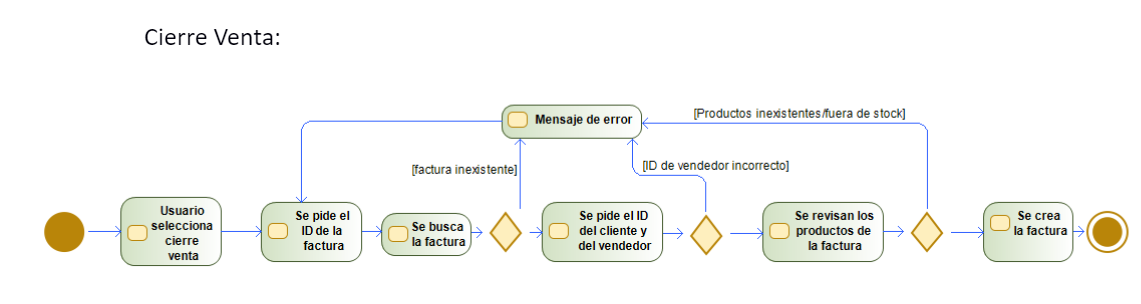 Cierre Venta:
Mensaje de error
[Productos inexistentes/fuera de stock]
[factura inexistente]
[ID de vendedor incorrecto]
Usuario
selecciona
cierre
venta
Se pide el
ID de la
factura
Se busca
la factura
Se pide el ID
del cliente y
del vendedor
Se revisan los
productos de
la factura
Se crea
la factura